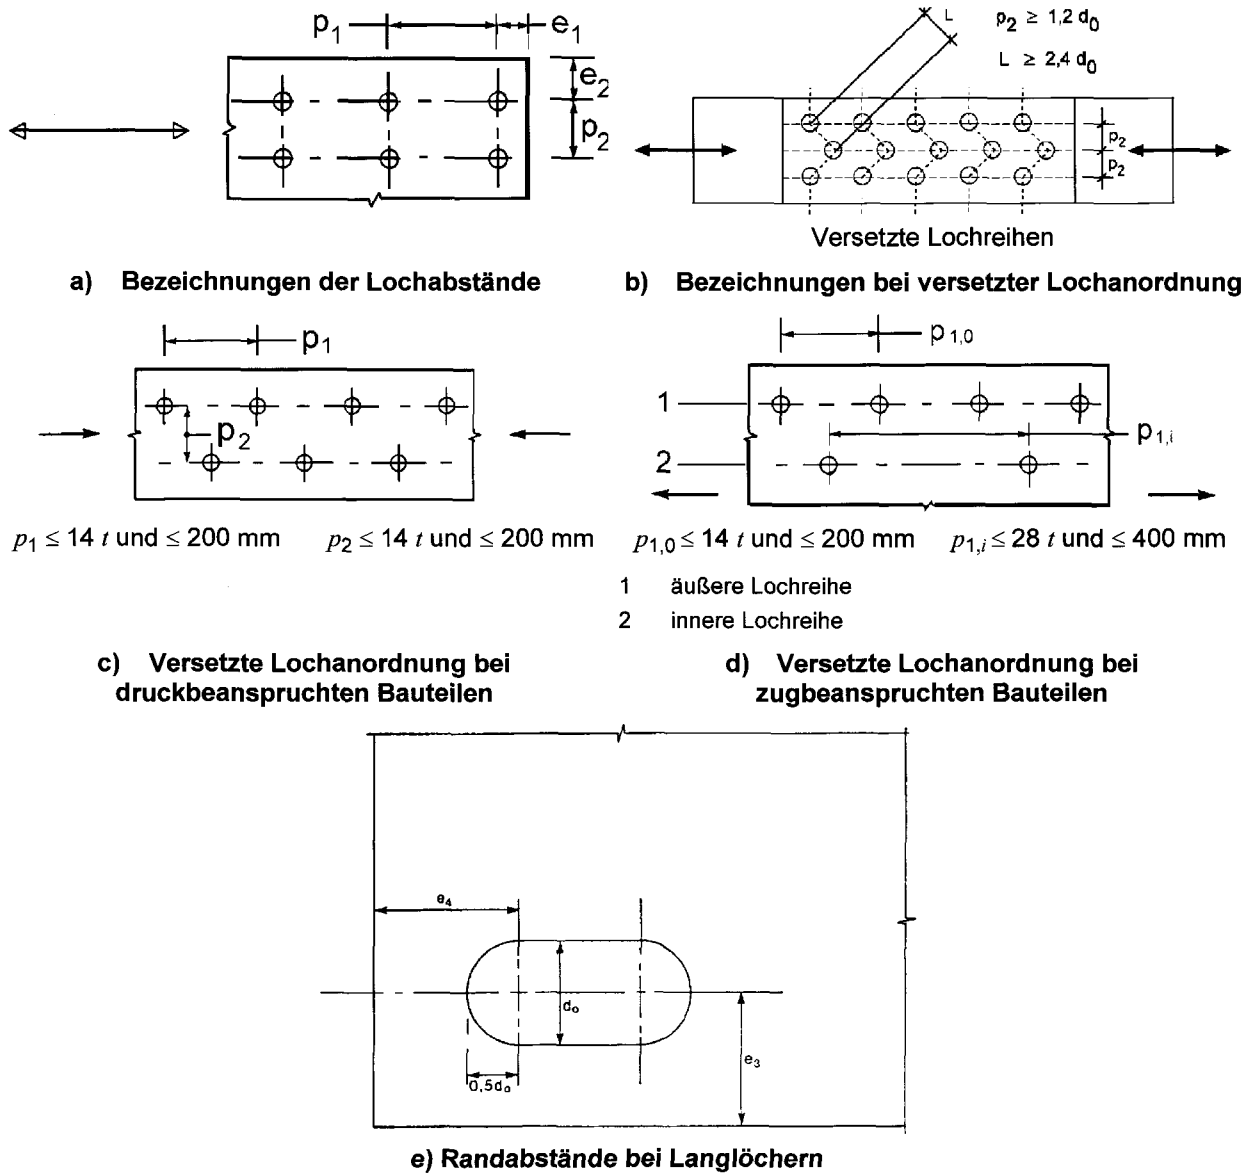 p1 e1
e2
p2
L p2 ≥ 1,2 d0
L ≥ 2,4 d0
p2
p2
Versetzte Lochreihen
a) Bezeichnungen der Lochabstände
b) Bezeichnungen bei versetzter Lochanordnung
p1
p2
p1,0
1
p1,i
2
p1 ≤ 14 t und ≤ 200 mm p2 ≤ 14 t und ≤ 200 mm
p1,0 ≤ 14 t und ≤ 200 mm p1,i ≤ 28 t und ≤ 400 mm
1 äußere Lochreihe
2 innere Lochreihe
c) Versetzte Lochanordnung bei
druckbeanspruchten Bauteilen
d) Versetzte Lochanordnung bei
zugbeanspruchten Bauteilen
e4
do
e3
0,5do
e) Randabstände bei Langlöchern